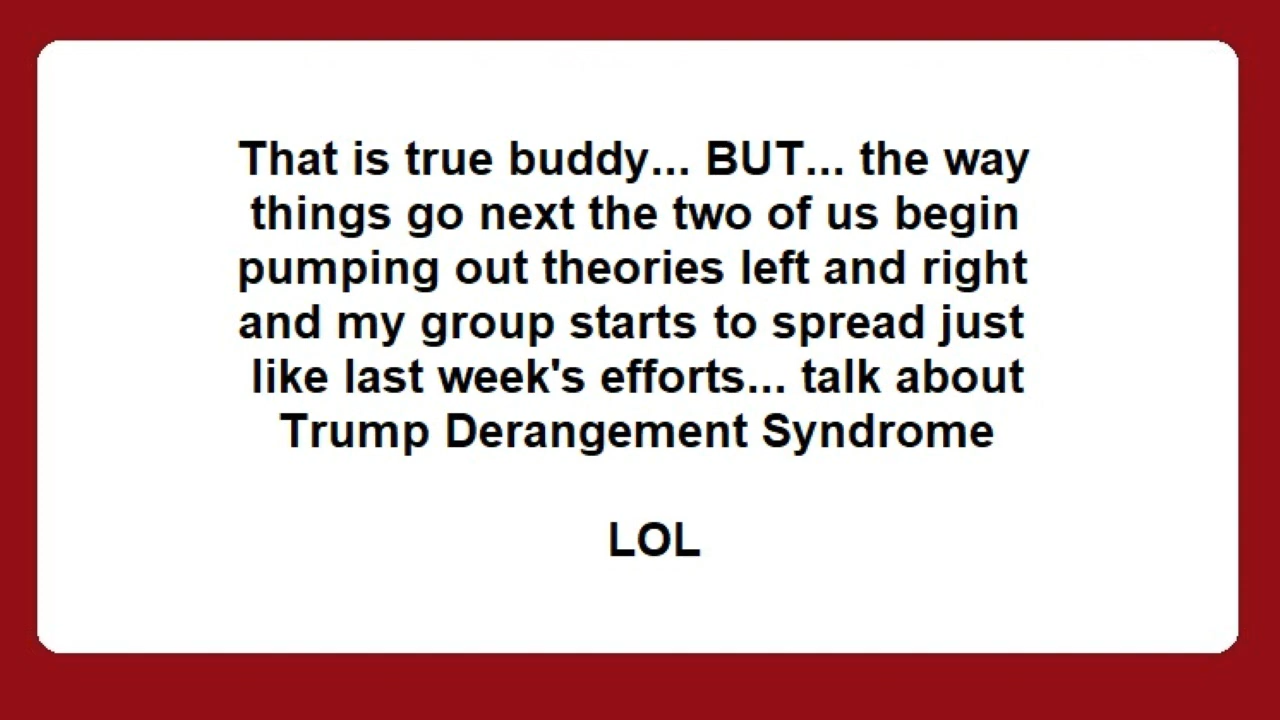 That is true buddy... BUT... the way
things go next the two of us begin
pumping out theories left and right
and my group starts to spread just
like last week's efforts... talk about
Trump Derangement Syndrome
LOL